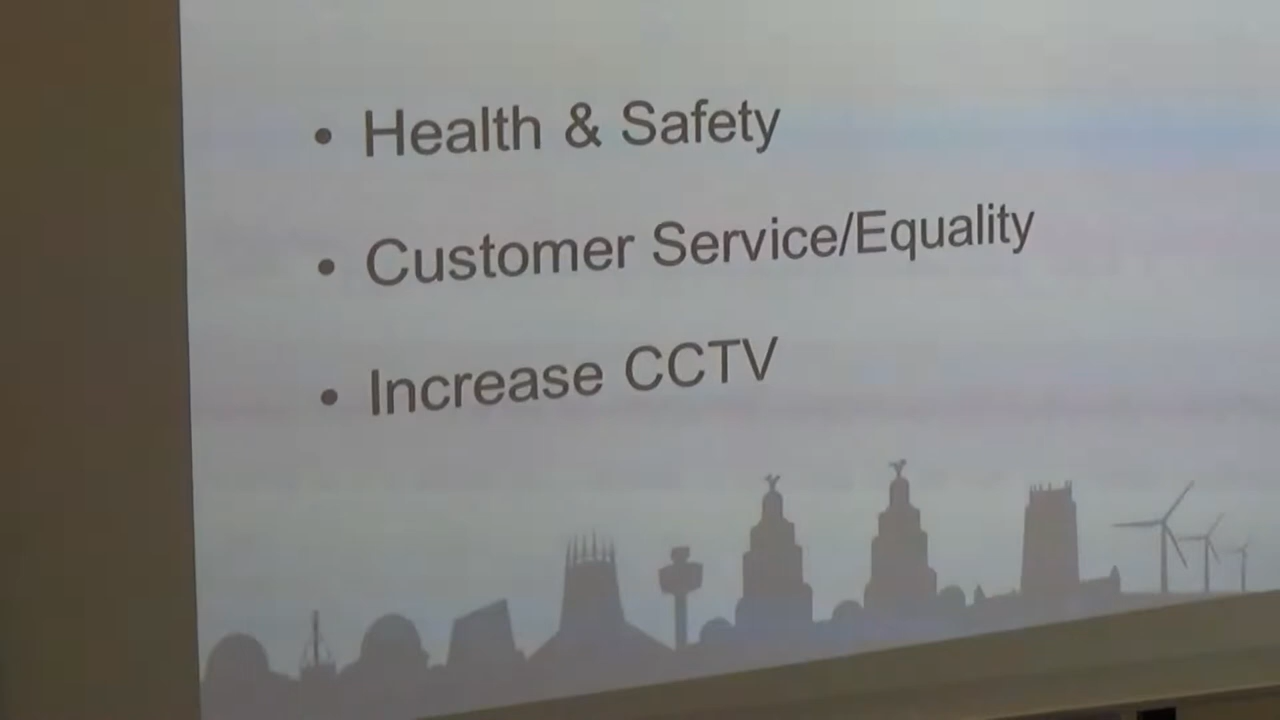 • Health & Safety
• Customer Service/Equality
• Increase CCTV